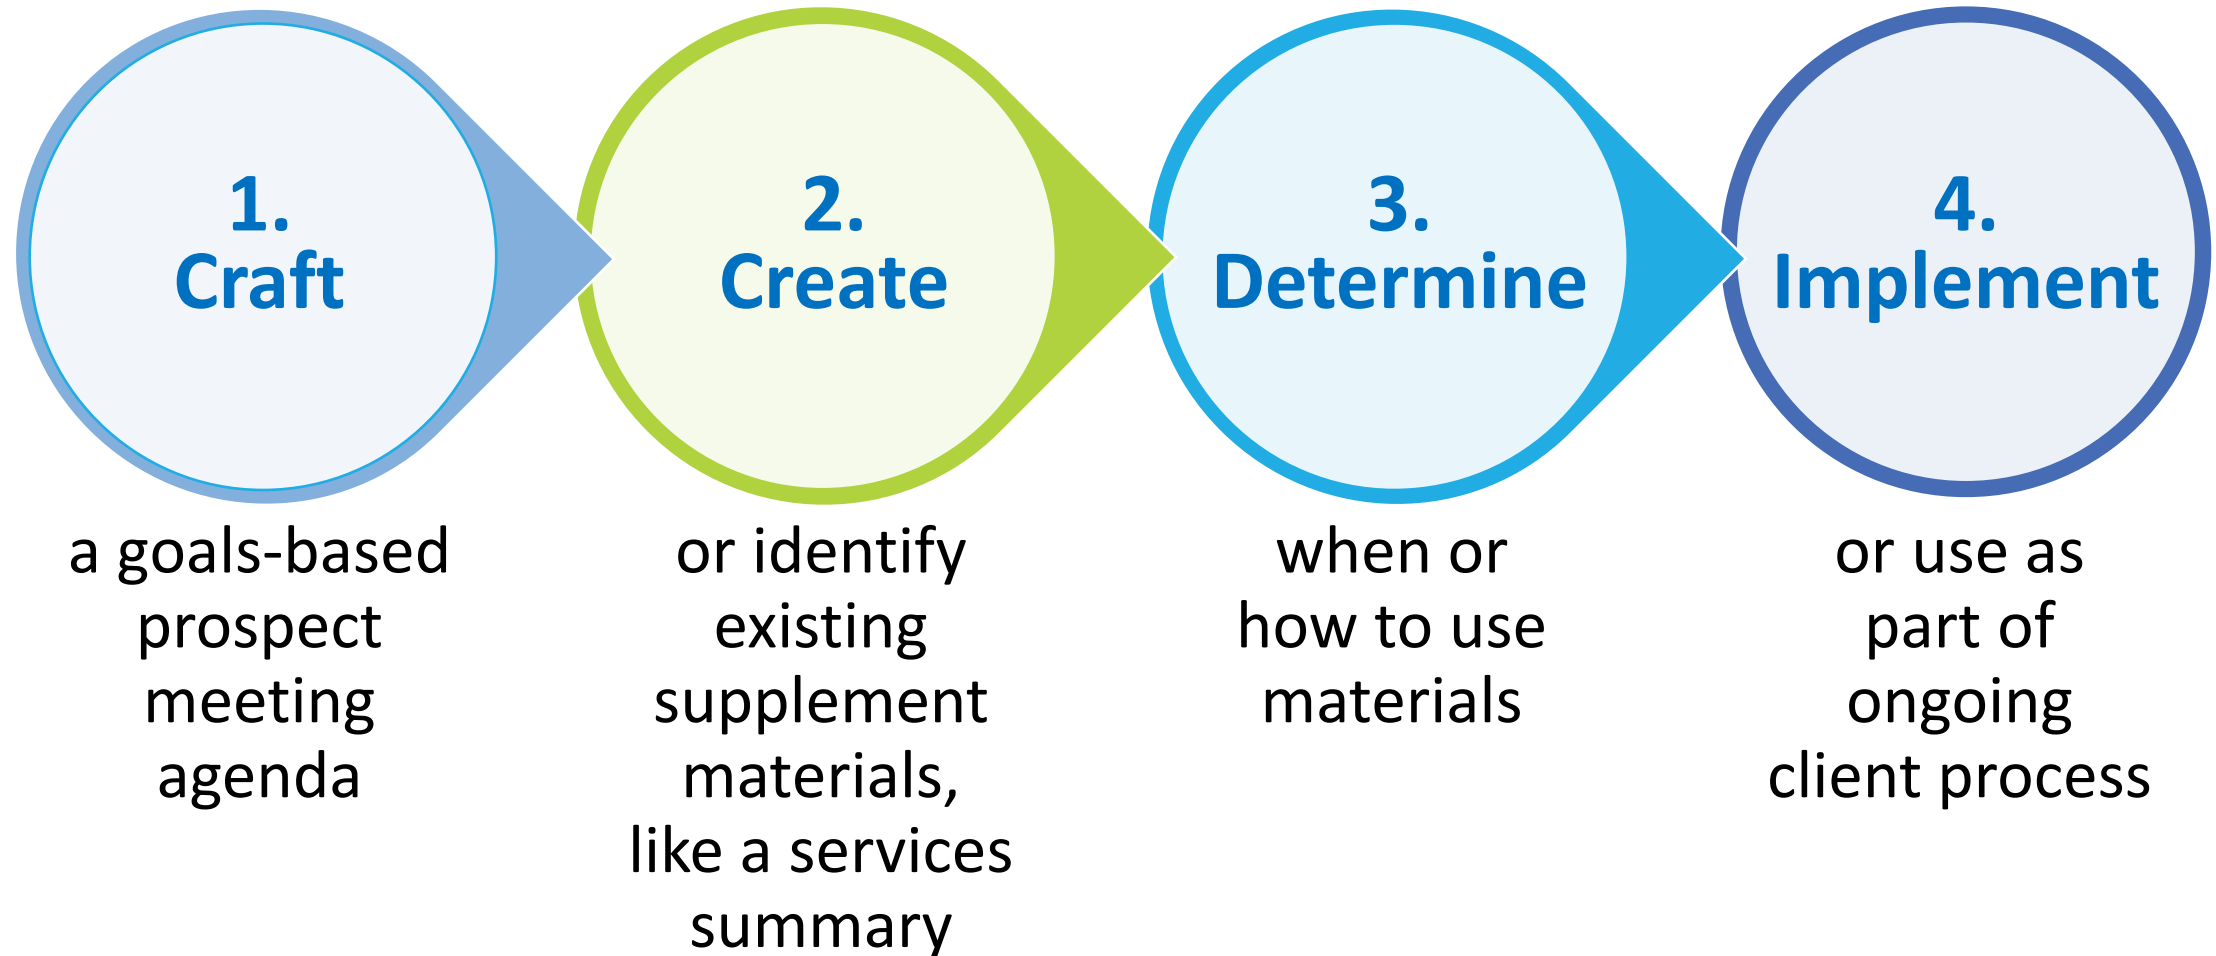 1.
Craft
a goals-based
prospect
meeting
agenda
2.
Create
or identify
existing
supplement
materials,
like a services
summary
3.
Determine
when or
how to use
materials
4.
Implement
or use as
part of
ongoing
client process